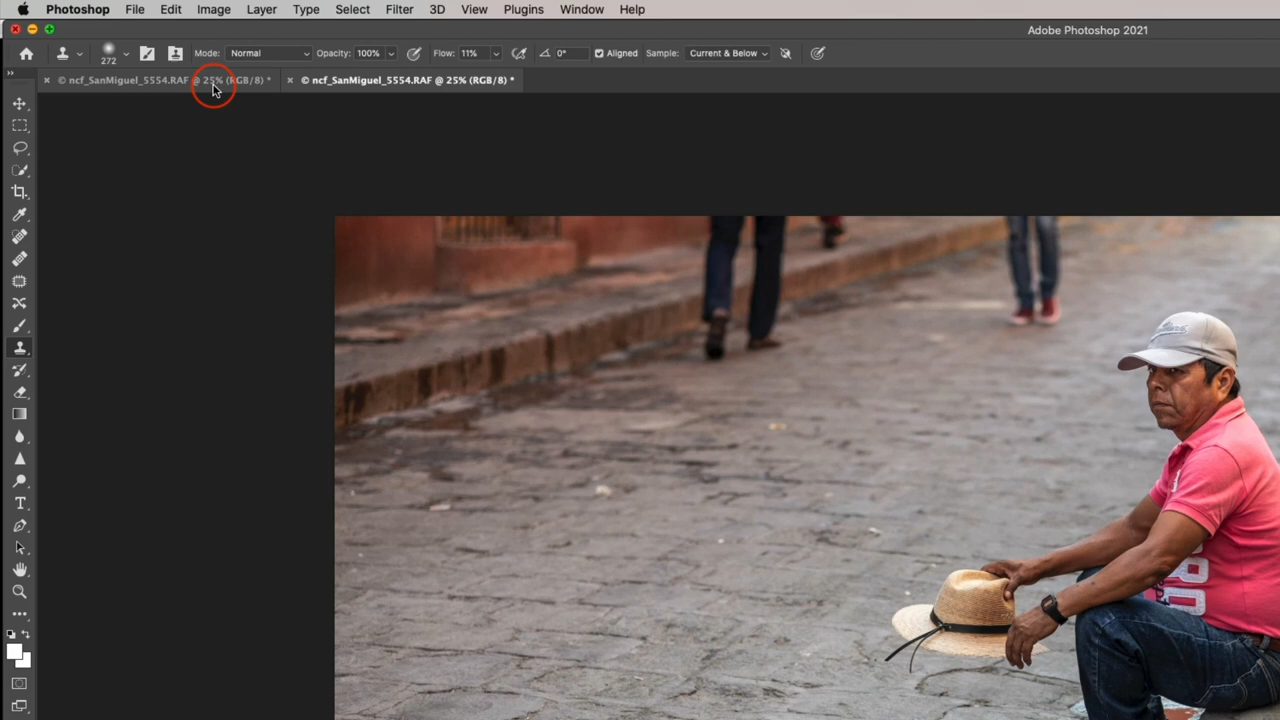 Photoshop File Edit Image Layer Type Select Filter 3D View Plugins Window Help
Adobe Photoshop 2021
272 Mode: Normal Opacity: 100% Flow: 11% 0° Aligned Sample: Current & Below
© ncf_SanMiguel_5554.RAF @ 25% (RGB/8) * © ncf_SanMiguel_5554.RAF @ 25% (RGB/8) *